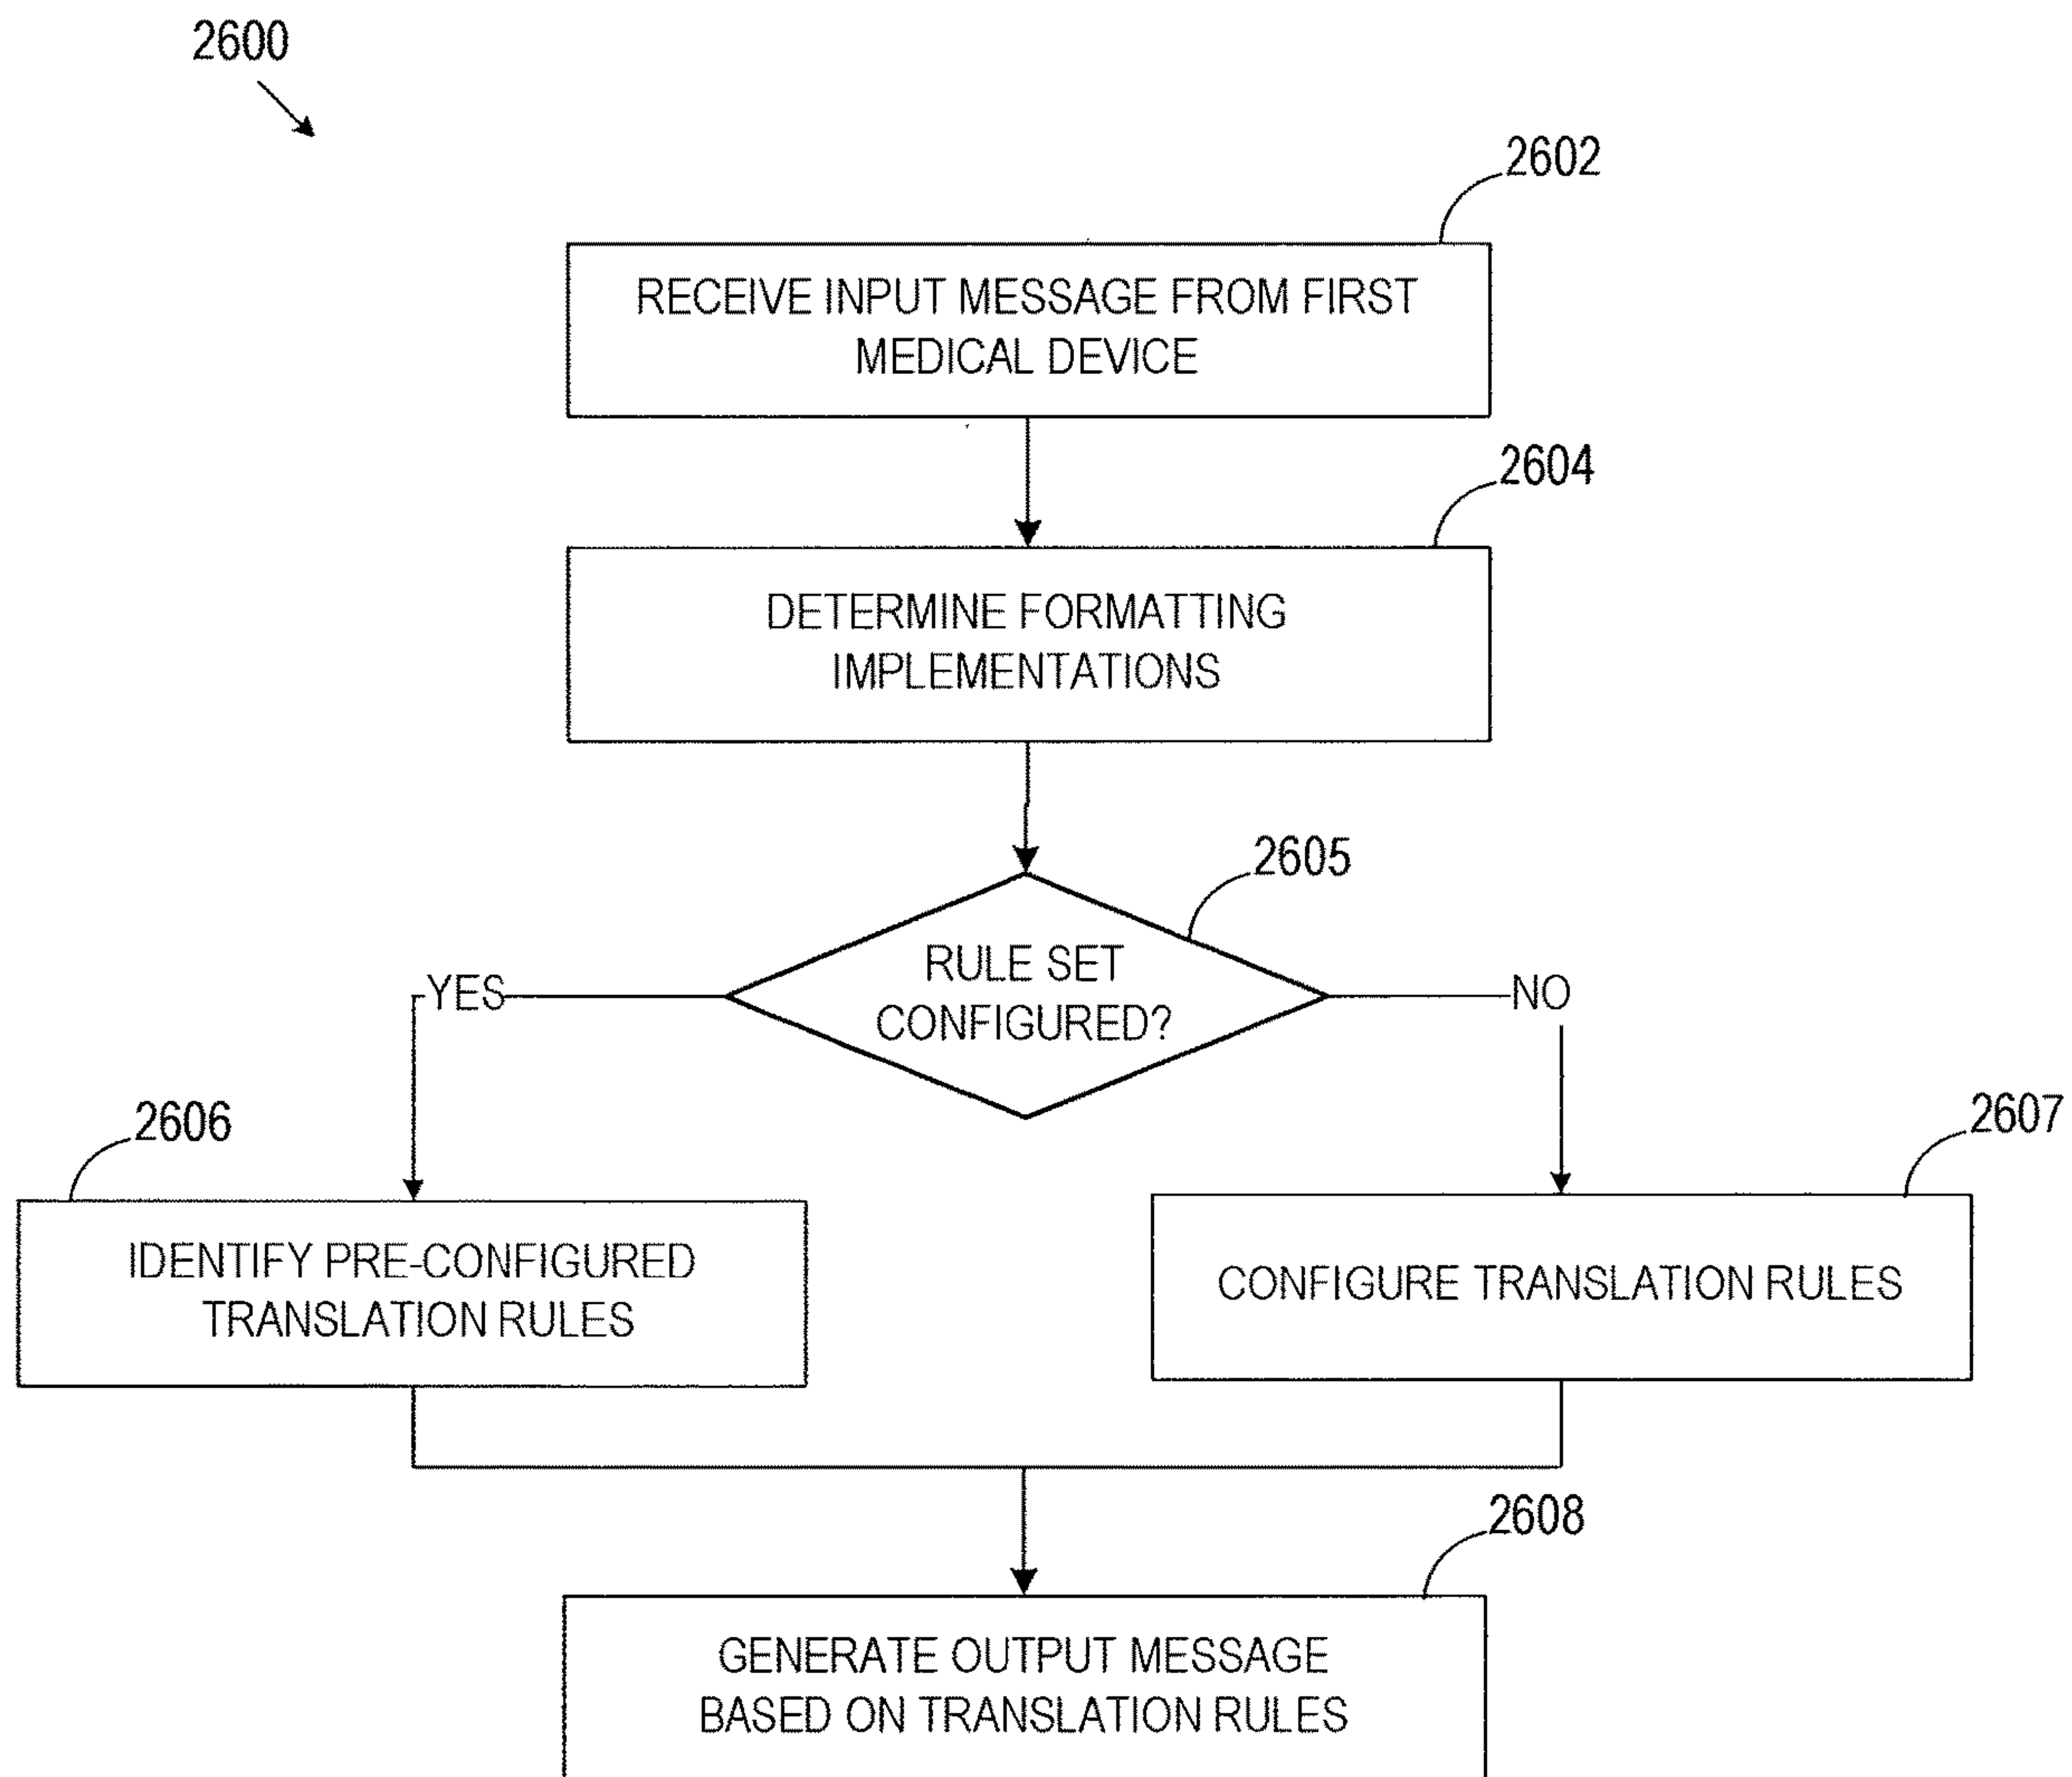 2600
2602
RECEIVE INPUT MESSAGE FROM FIRST
MEDICAL DEVICE
2604
DETERMINE FORMATTING
IMPLEMENTATIONS
2605
RULE SET
CONFIGURED?
YES
NO
2606
IDENTIFY PRE-CONFIGURED
TRANSLATION RULES
2607
CONFIGURE TRANSLATION RULES
2608
GENERATE OUTPUT MESSAGE
BASED ON TRANSLATION RULES